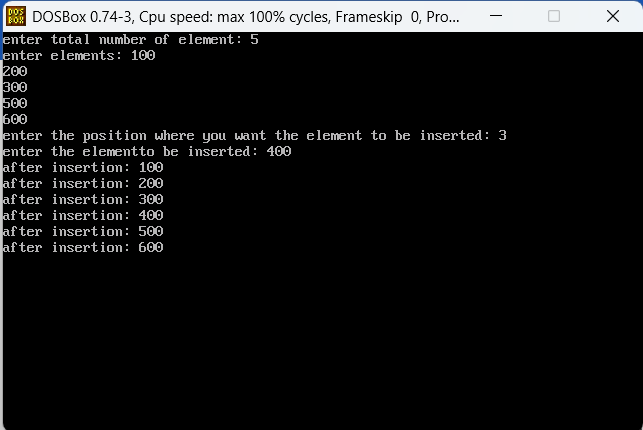 DOS
BOX
DOSBox 0.74-3, Cpu speed: max 100% cycles, Frameskip 0, Pro...
enter total number of element: 5
enter elements: 100
200
300
500
600
enter the position where you want the element to be inserted: 3
enter the elementto be inserted: 400
after insertion: 100
after insertion: 200
after insertion: 300
after insertion: 400
after insertion: 500
after insertion: 600